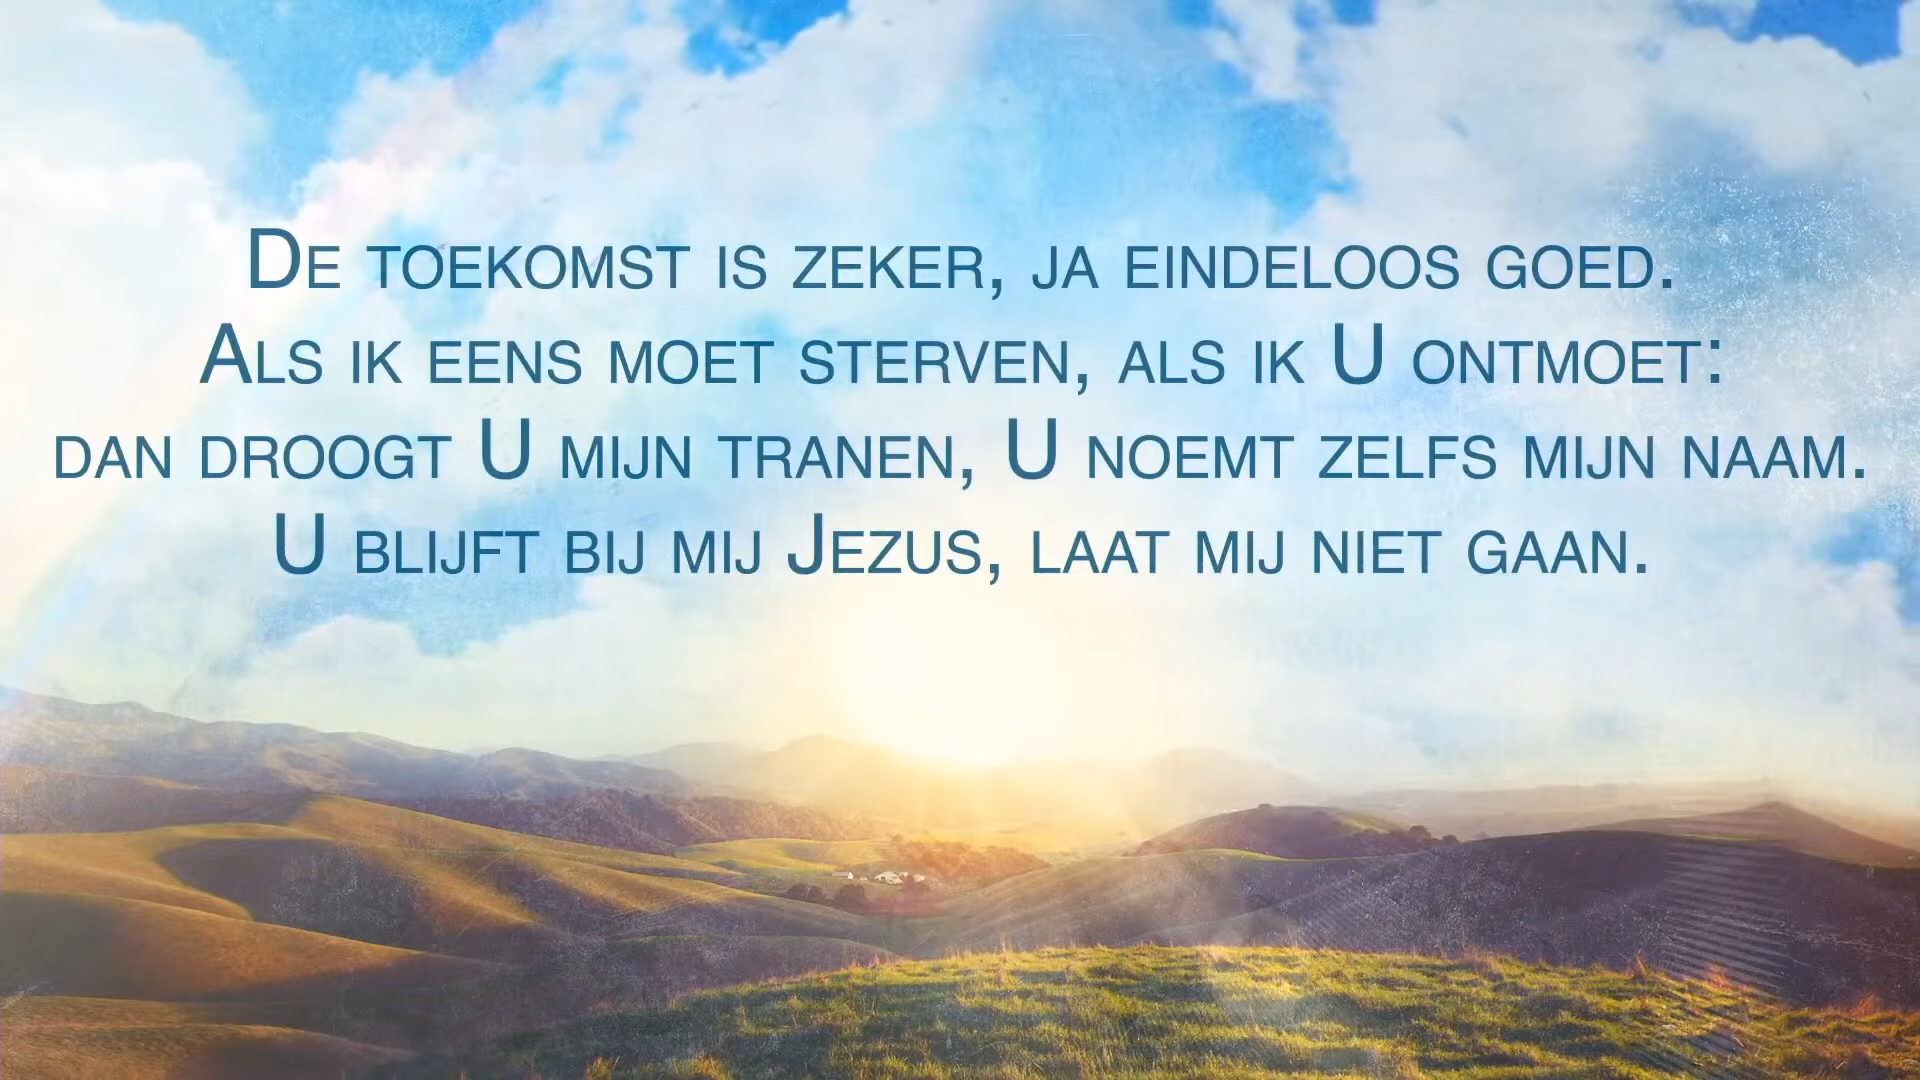 De toekomst is zeker, ja eindeloos goed.
Als ik eens moet sterven, als ik U ontmoet:
dan droogt U mijn tranen, U noemt zelfs mijn naam.
U blijft bij mij Jezus, laat mij niet gaan.